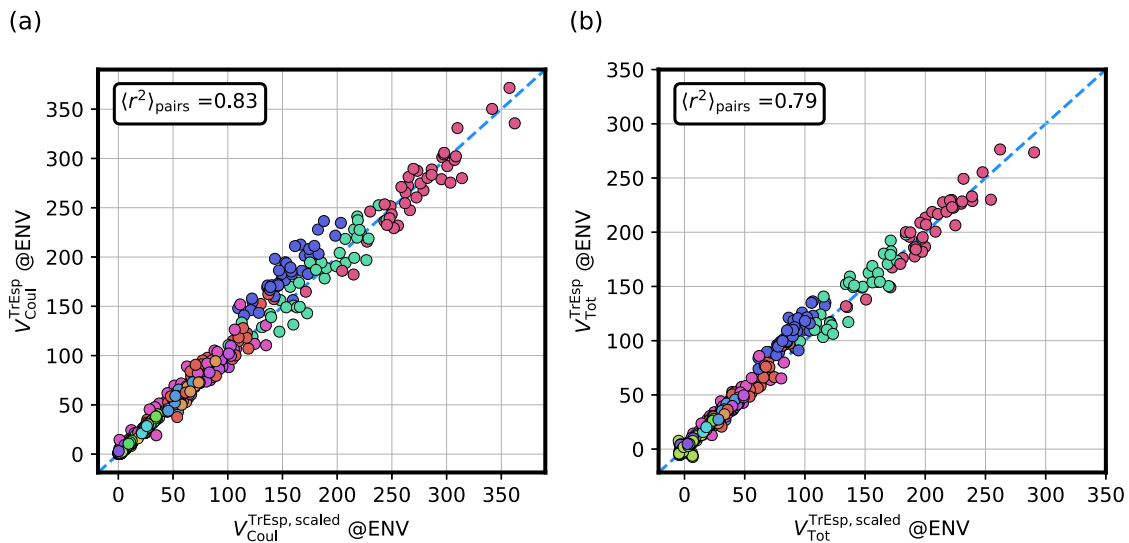 (a)
(b)
⟨r²⟩pairs =0.83
⟨r²⟩pairs =0.79
350
300
250
200
150
100
50
0
V_Coul^TrEsp @ENV
0 50 100 150 200 250 300 350
V_Coul^TrEsp, scaled @ENV
350
300
250
200
150
100
50
0
V_Tot^TrEsp @ENV
0 50 100 150 200 250 300 350
V_Tot^TrEsp, scaled @ENV